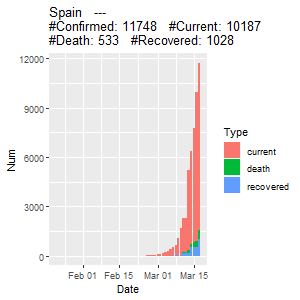 Spain --- 
#Confirmed: 11748 #Current: 10187
#Death: 533 #Recovered: 1028
12000
9000
6000
3000
0
Num
Feb 01 Feb 15 Mar 01 Mar 15
Date
Type
current
death
recovered